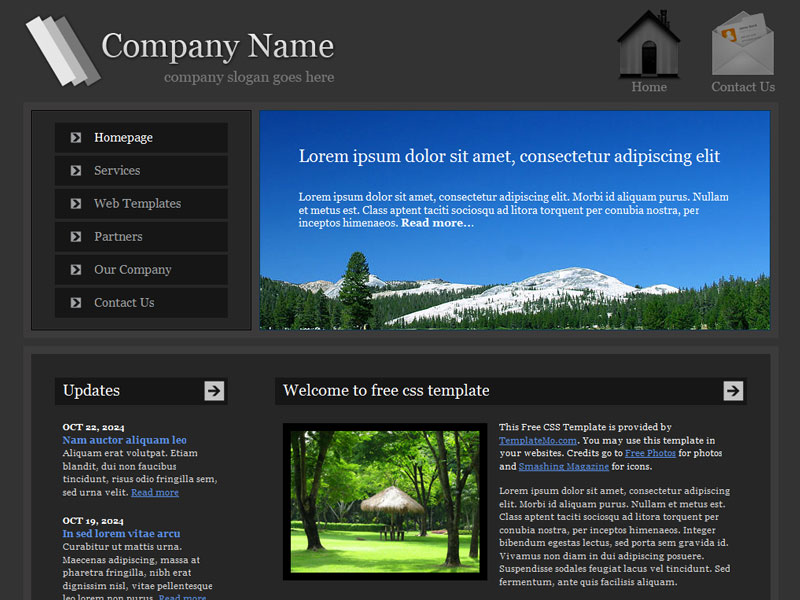 Company Name
company slogan goes here
Home
Contact Us
Homepage
Services
Web Templates
Partners
Our Company
Contact Us
Lorem ipsum dolor sit amet, consectetur adipiscing elit
Lorem ipsum dolor sit amet, consectetur adipiscing elit. Morbi id aliquam purus. Nullam
et metus est. Class aptent taciti sociosqu ad litora torquent per conubia nostra, per
inceptos himenaeos. Read more...
Updates
OCT 22, 2024
Nam auctor aliquam leo
Aliquam erat volutpat. Etiam
blandit, dui non faucibus
tincidunt, risus odio fringilla sem,
sed urna velit. Read more
OCT 19, 2024
In sed lorem vitae arcu
Curabitur ut mattis urna.
Maecenas adipiscing, massa at
pharetra fringilla, nibh erat
dignissim nisl, vitae pellentesque
leo lorem non purus. Read more
Welcome to free css template
This Free CSS Template is provided by
TemplateMo.com. You may use this template in
your websites. Credits go to Free Photos for photos
and Smashing Magazine for icons.
Lorem ipsum dolor sit amet, consectetur adipiscing
elit. Morbi id aliquam purus. Nullam et metus est.
Class aptent taciti sociosqu ad litora torquent per
conubia nostra, per inceptos himenaeos. Integer
bibendum egestas lectus, sed porta sem gravida id.
Vivamus non diam in dui adipiscing posuere.
Suspendisse sodales feugiat lacus vel tincidunt. Sed
fermentum, ante quis facilisis aliquam.